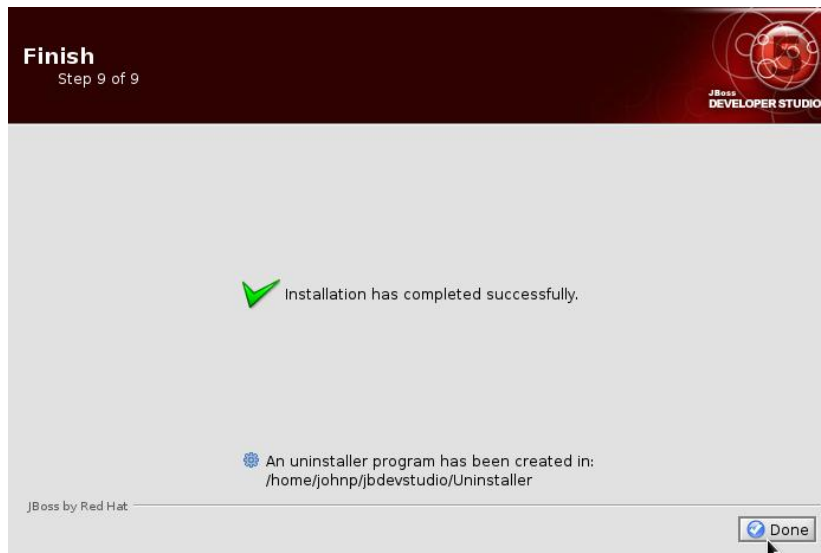 Finish
Step 9 of 9
5
JBoss
DEVELOPER STUDIO
Installation has completed successfully.
An uninstaller program has been created in:
/home/johnp/jbdevstudio/Uninstaller
JBoss by Red Hat
Done